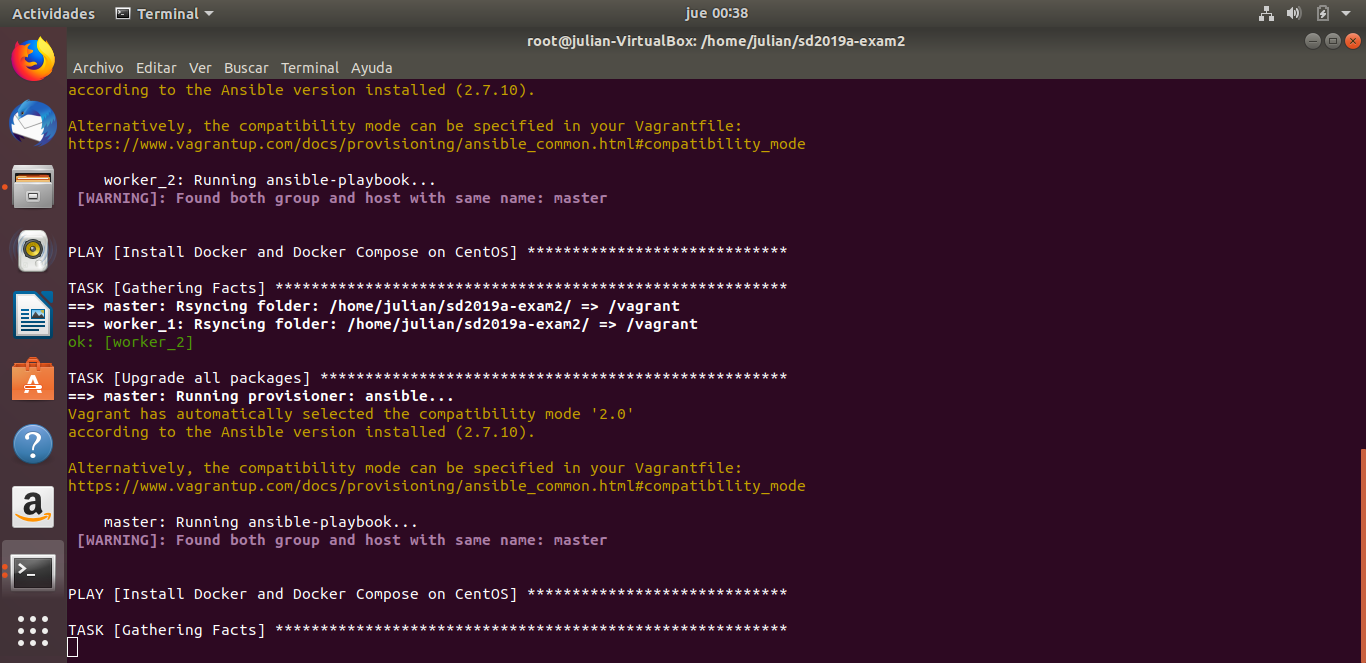 Actividades Terminal jue 00:38
root@julian-VirtualBox: /home/julian/sd2019a-exam2
Archivo Editar Ver Buscar Terminal Ayuda
according to the Ansible version installed (2.7.10).
Alternatively, the compatibility mode can be specified in your Vagrantfile:
https://www.vagrantup.com/docs/provisioning/ansible_common.html#compatibility_mode
worker_2: Running ansible-playbook...
[WARNING]: Found both group and host with same name: master
PLAY [Install Docker and Docker Compose on CentOS] *****************************
TASK [Gathering Facts] *********************************************************
==> master: Rsyncing folder: /home/julian/sd2019a-exam2/ => /vagrant
==> worker_1: Rsyncing folder: /home/julian/sd2019a-exam2/ => /vagrant
ok: [worker_2]
TASK [Upgrade all packages] ****************************************************
==> master: Running provisioner: ansible...
Vagrant has automatically selected the compatibility mode '2.0'
according to the Ansible version installed (2.7.10).
Alternatively, the compatibility mode can be specified in your Vagrantfile:
https://www.vagrantup.com/docs/provisioning/ansible_common.html#compatibility_mode
master: Running ansible-playbook...
[WARNING]: Found both group and host with same name: master
PLAY [Install Docker and Docker Compose on CentOS] *****************************
TASK [Gathering Facts] *********************************************************